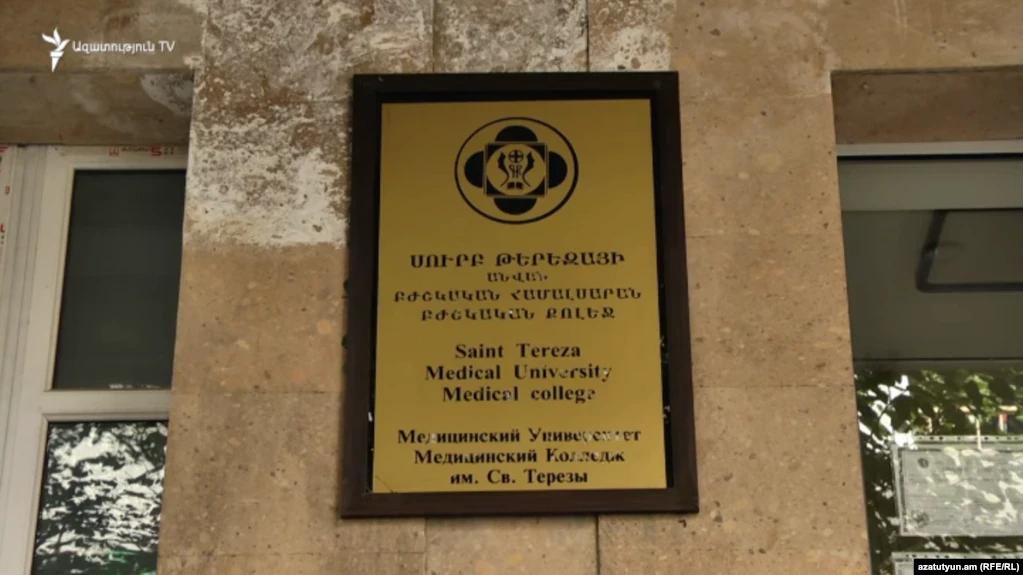 Ազատություն TV
ՍՈՒՐԲ ԹԵՐԵԶԱՅԻ
ԱՆՎԱՆ
ԲԺՇԿԱԿԱՆ ՀԱՄԱԼՍԱՐԱՆ
ԲԺՇԿԱԿԱՆ ՔՈԼԵՋ
Saint Tereza
Medical University
Medical college
Медицинский Университет
Медицинский Колледж
им. Св. Терезы
azatutyun.am (RFE/RL)